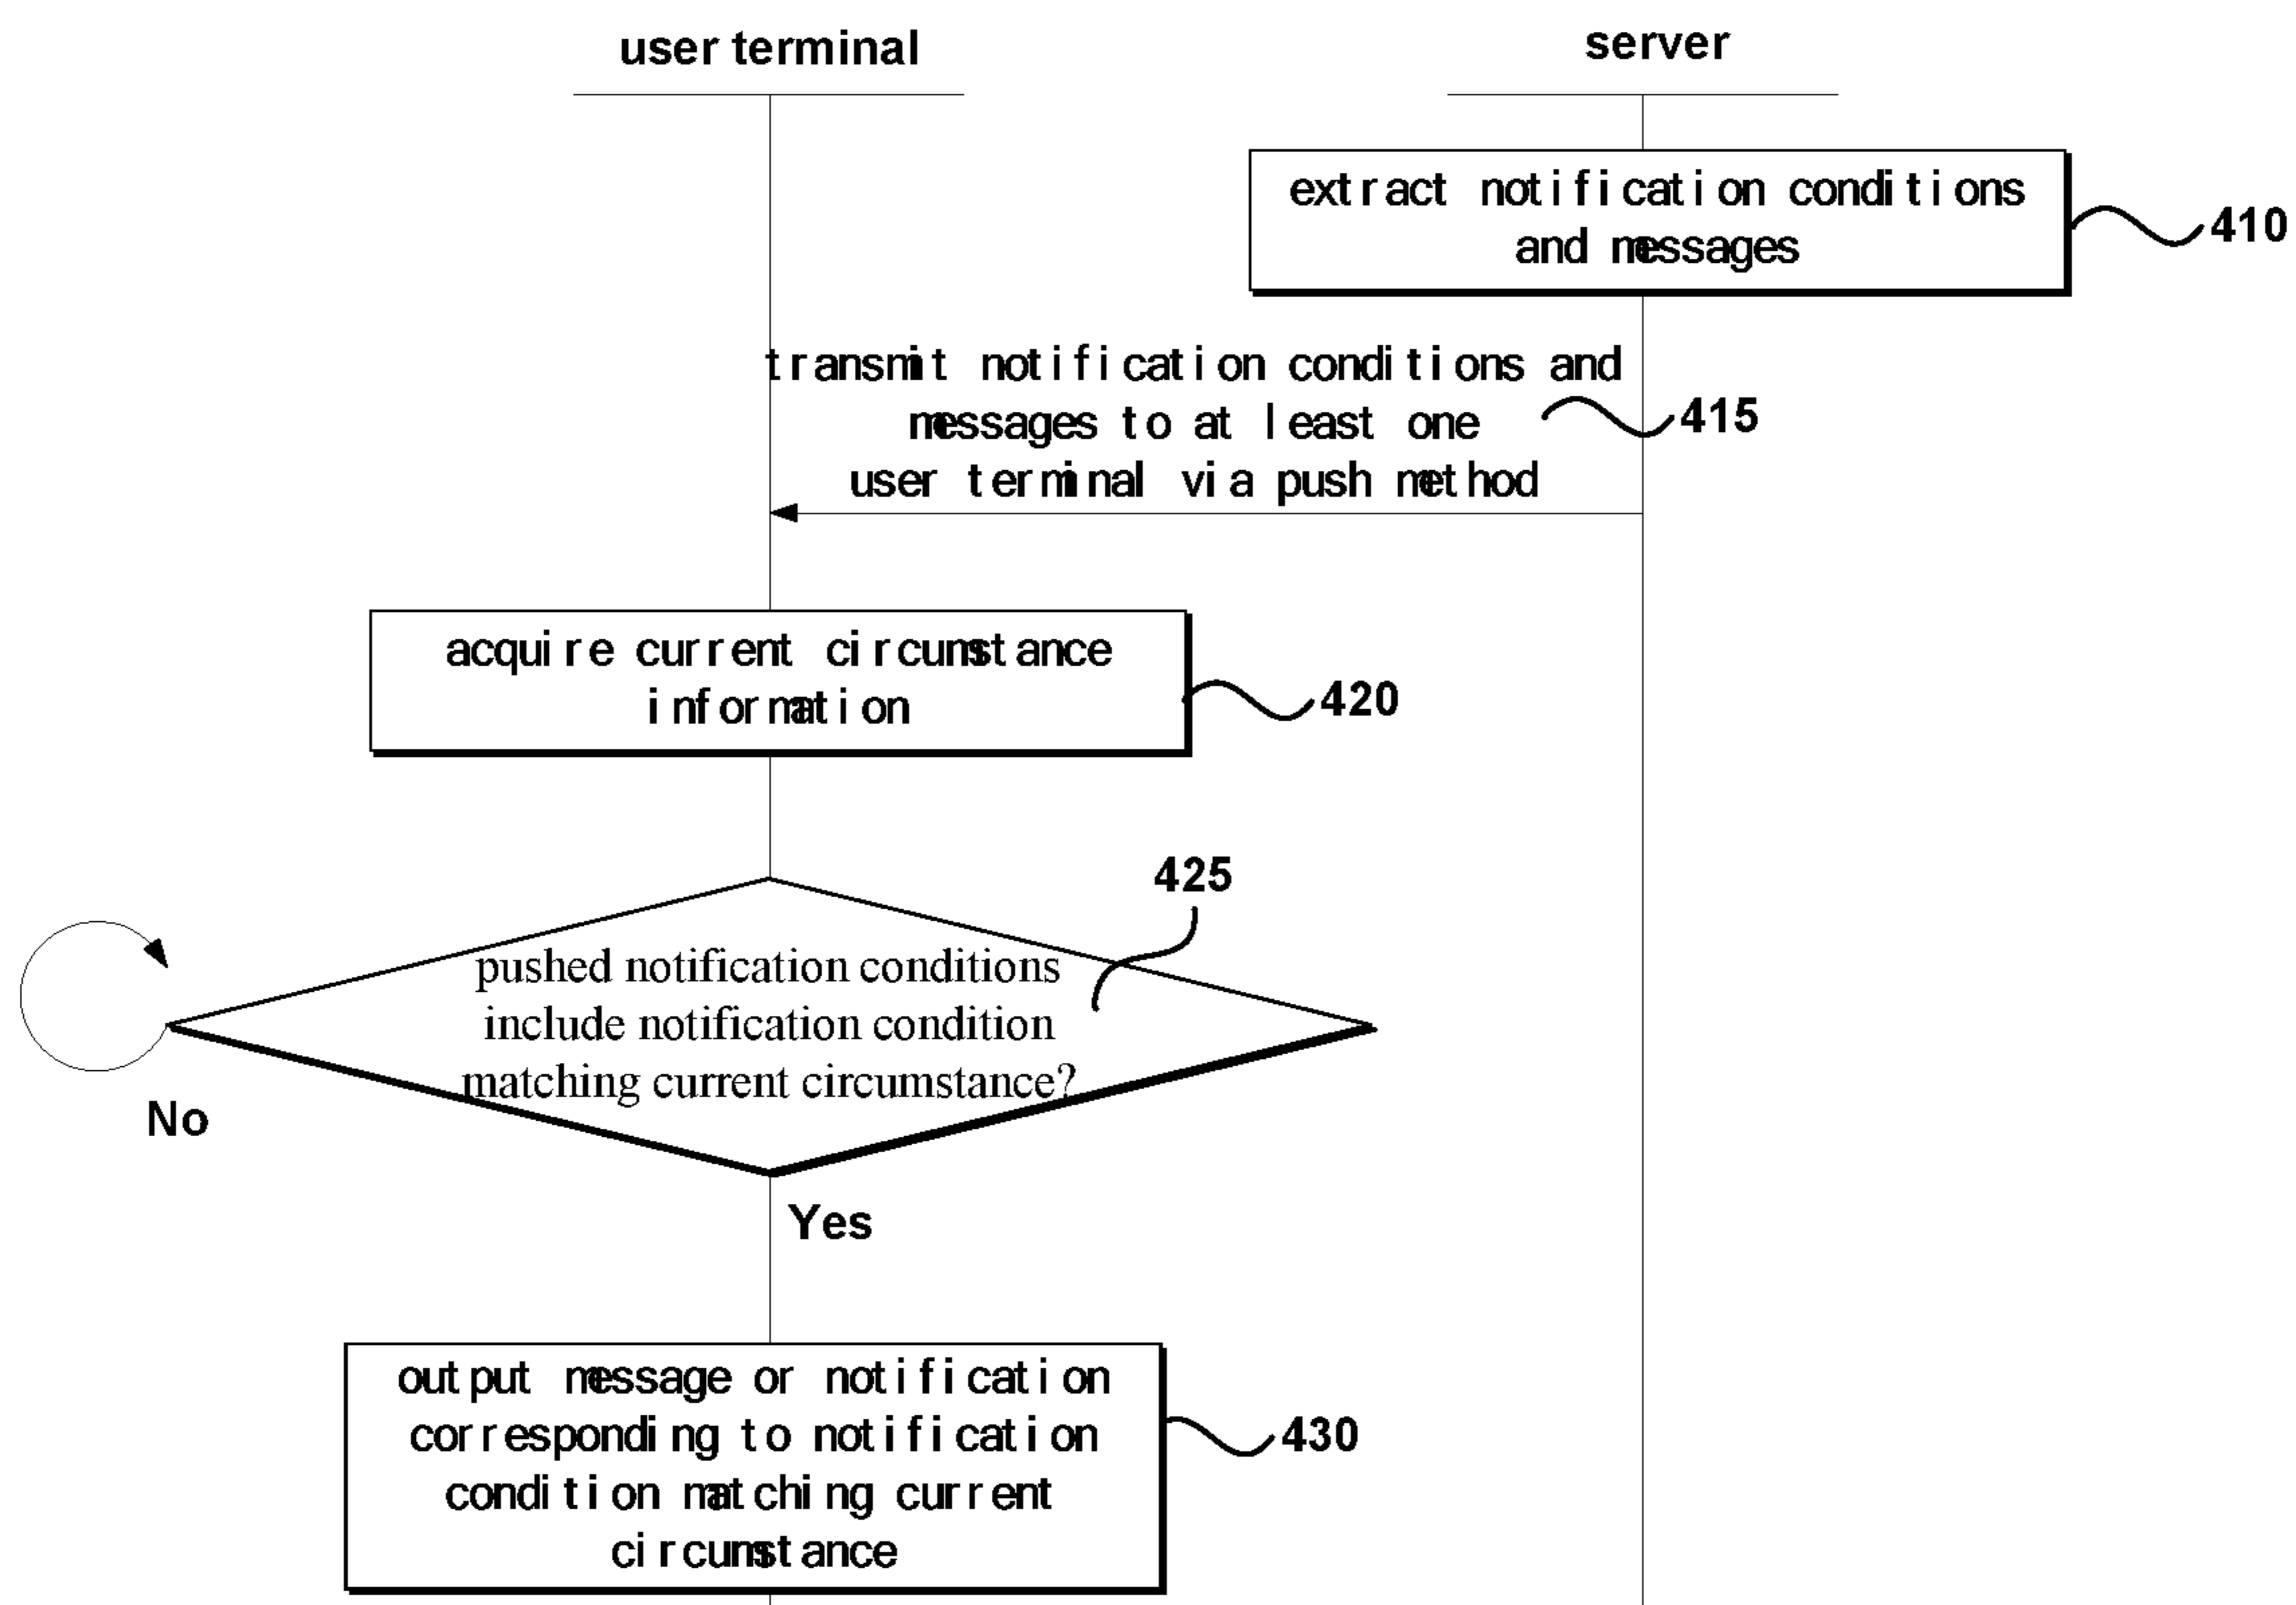 user terminal
server
extract notification conditions
and messages
410
transmit notification conditions and
messages to at least one
user terminal via push method
415
acquire current circumstance
information
420
425
pushed notification conditions
include notification condition
matching current circumstance?
No
Yes
output message or notification
corresponding to notification
condition matching current
circumstance
430